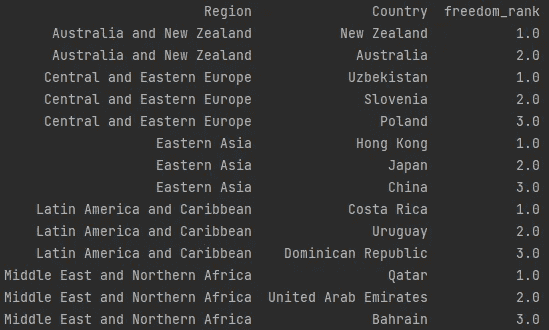 Region Country freedom_rank
Australia and New Zealand New Zealand 1.0
Australia and New Zealand Australia 2.0
Central and Eastern Europe Uzbekistan 1.0
Central and Eastern Europe Slovenia 2.0
Central and Eastern Europe Poland 3.0
Eastern Asia Hong Kong 1.0
Eastern Asia Japan 2.0
Eastern Asia China 3.0
Latin America and Caribbean Costa Rica 1.0
Latin America and Caribbean Uruguay 2.0
Latin America and Caribbean Dominican Republic 3.0
Middle East and Northern Africa Qatar 1.0
Middle East and Northern Africa United Arab Emirates 2.0
Middle East and Northern Africa Bahrain 3.0